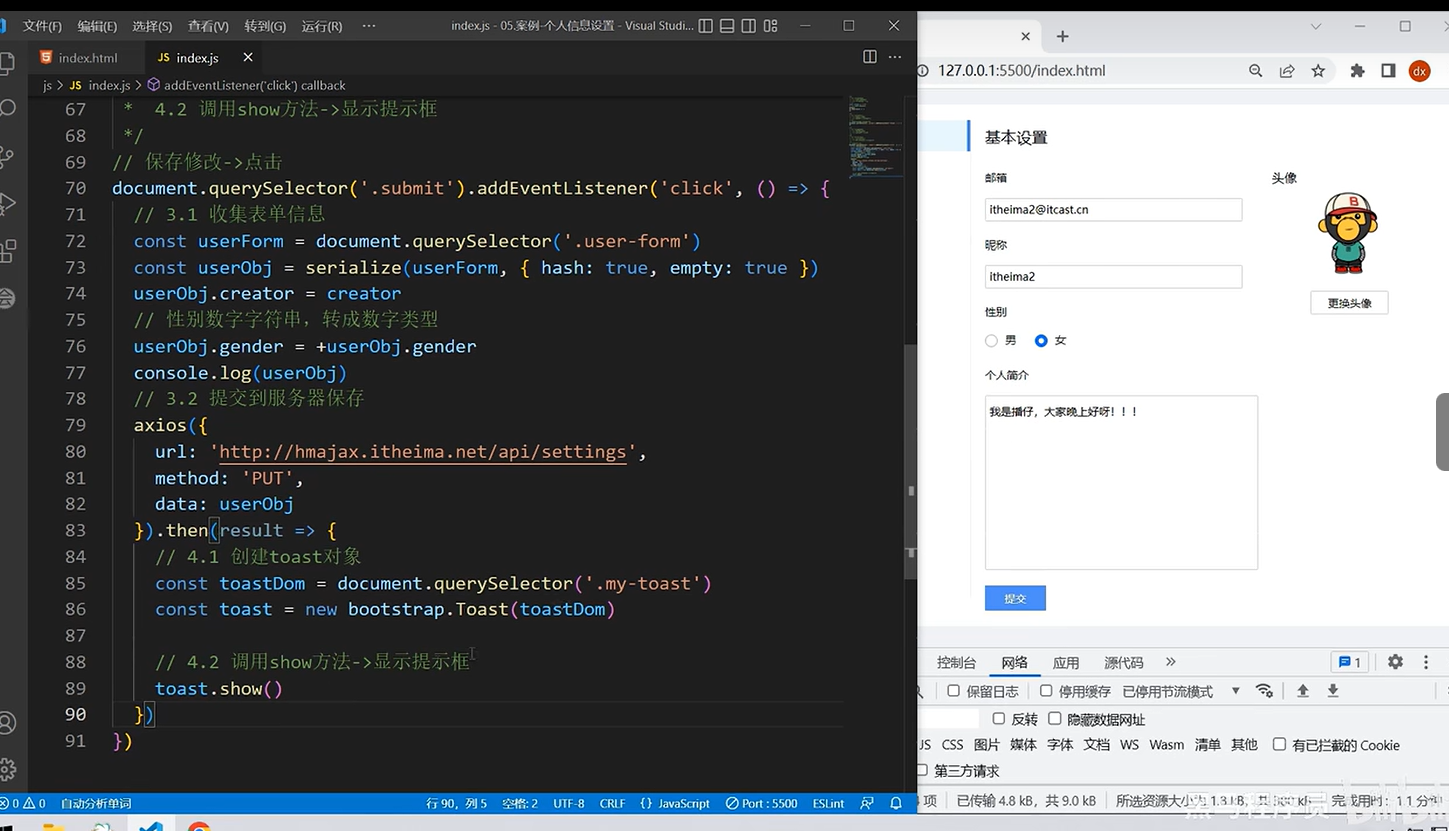 文件(F) 编辑(E) 选择(S) 查看(V) 转到(G) 运行(R) ··· index.js - 05.案例-个人信息设置 - Visual Studi...
index.html JS index.js
js > JS index.js > addEventListener('click') callback
67 * 4.2 调用show方法->显示提示框
68 */
69 // 保存修改->点击
70 document.querySelector('.submit').addEventListener('click', () => {
71 // 3.1 收集表单信息
72 const userForm = document.querySelector('.user-form')
73 const userObj = serialize(userForm, { hash: true, empty: true })
74 userObj.creator = creator
75 // 性别数字字符串，转成数字类型
76 userObj.gender = +userObj.gender
77 console.log(userObj)
78 // 3.2 提交到服务器保存
79 axios({
80 url: 'http://hmajax.itheima.net/api/settings',
81 method: 'PUT',
82 data: userObj
83 }).then(result => {
84 // 4.1 创建toast对象
85 const toastDom = document.querySelector('.my-toast')
86 const toast = new bootstrap.Toast(toastDom)
87
88 // 4.2 调用show方法->显示提示框
89 toast.show()
90 })
91 })
0 0 自动分析单词 行 90，列 5 空格: 2 UTF-8 CRLF {} JavaScript Port : 5500 ESLint
127.0.0.1:5500/index.html dx
基本设置
邮箱
头像
itheima2@itcast.cn
昵称
itheima2
更换头像
性别
男 女
个人简介
我是播仔，大家晚上好呀！！！
提交
控制台 网络 应用 源代码 » 1
保留日志 停用缓存 已停用节流模式
反转 隐藏数据网址
JS CSS 图片 媒体 字体 文档 WS Wasm 清单 其他 有已拦截的 Cookie
第三方请求
项 已传输 4.8 kB，共 9.0 kB 所选资源大小为 1.3 kB，共 完成用时：1.1 分钟
黑马程序员 bilibili